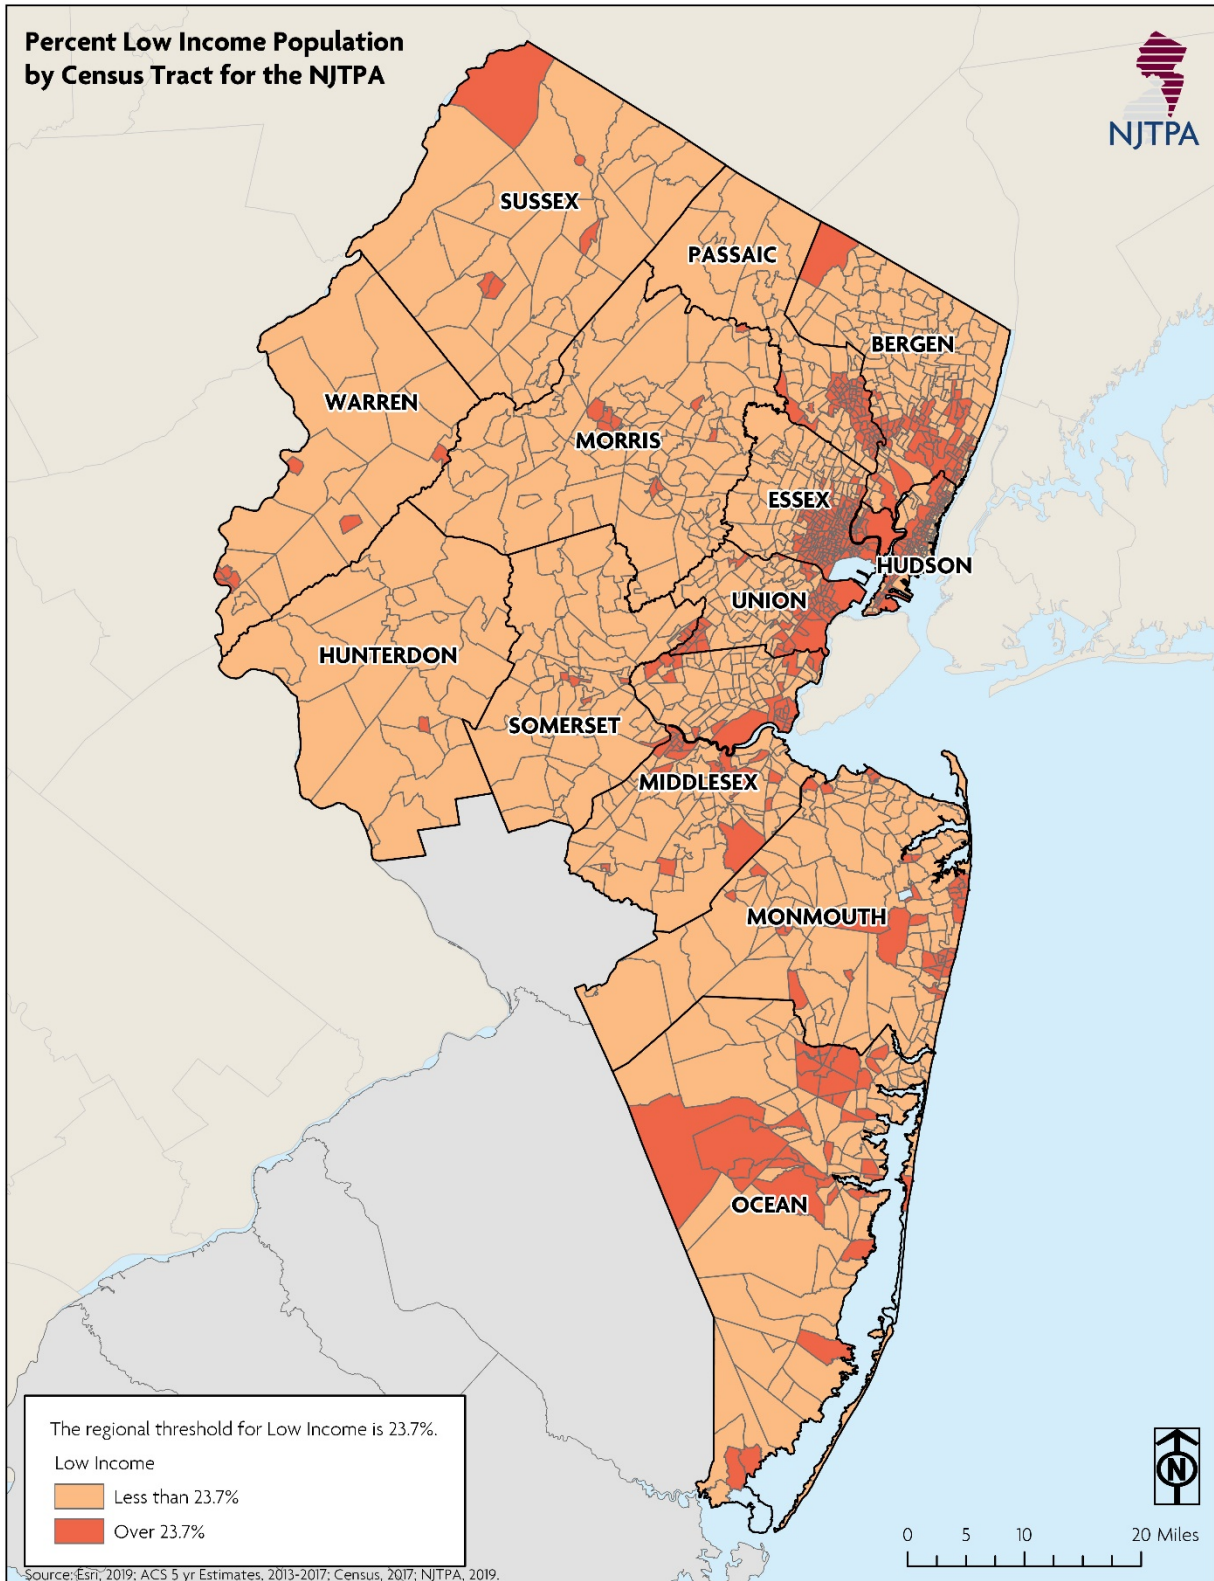 Percent Low Income Population
by Census Tract for the NJTPA
NJTPA
SUSSEX
PASSAIC
BERGEN
WARREN
MORRIS
ESSEX
HUDSON
UNION
HUNTERDON
SOMERSET
MIDDLESEX
MONMOUTH
OCEAN
The regional threshold for Low Income is 23.7%.
Low Income
Less than 23.7%
Over 23.7%
N
0 5 10 20 Miles
Source: Esri, 2019; ACS 5 yr Estimates, 2013-2017; Census, 2017; NJTPA, 2019.